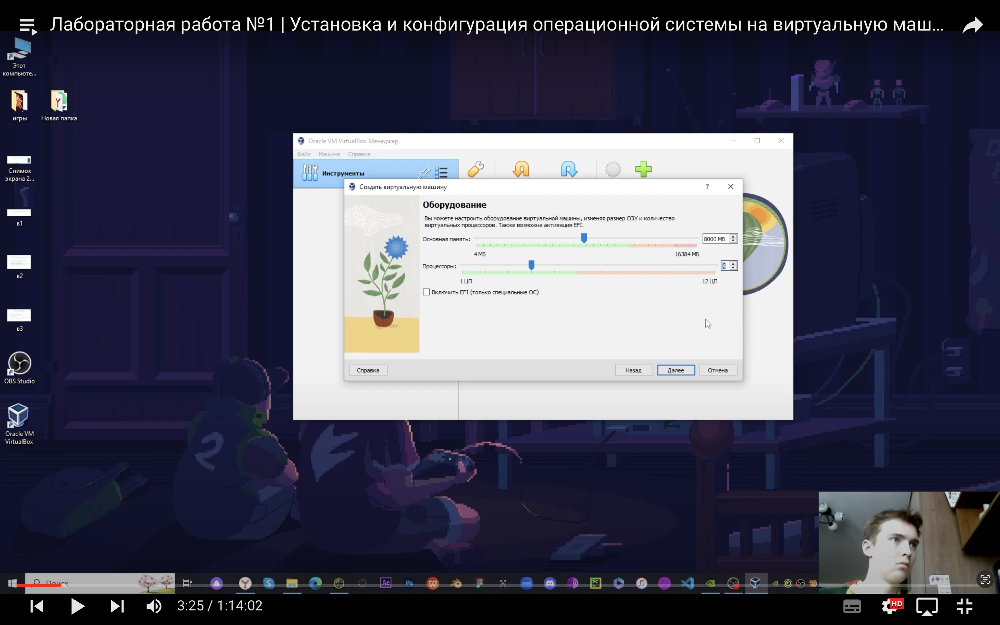 Лабораторная работа №1 | Установка и конфигурация операционной системы на виртуальную маш...
Этот
компьюте...
игры
Новая папка
Снимок
экрана 2...
в1
в2
в3
OBS Studio
Oracle VM
VirtualBox
Oracle VM VirtualBox Менеджер
Файл Машина Справка
Инструменты
Создать виртуальную машину
?
Оборудование
Вы можете настроить оборудование виртуальной машины, изменяя размер ОЗУ и количество
виртуальных процессоров. Также возможна активация EFI.
Основная память:
8000 МБ
4 МБ
16384 МБ
Процессоры:
4
1 ЦП
12 ЦП
Включить EFI (только специальные ОС)
Справка
Назад
Далее
Отмена
2
Поиск
Ae
Ps
zoom
PC
3:25 / 1:14:02
HD